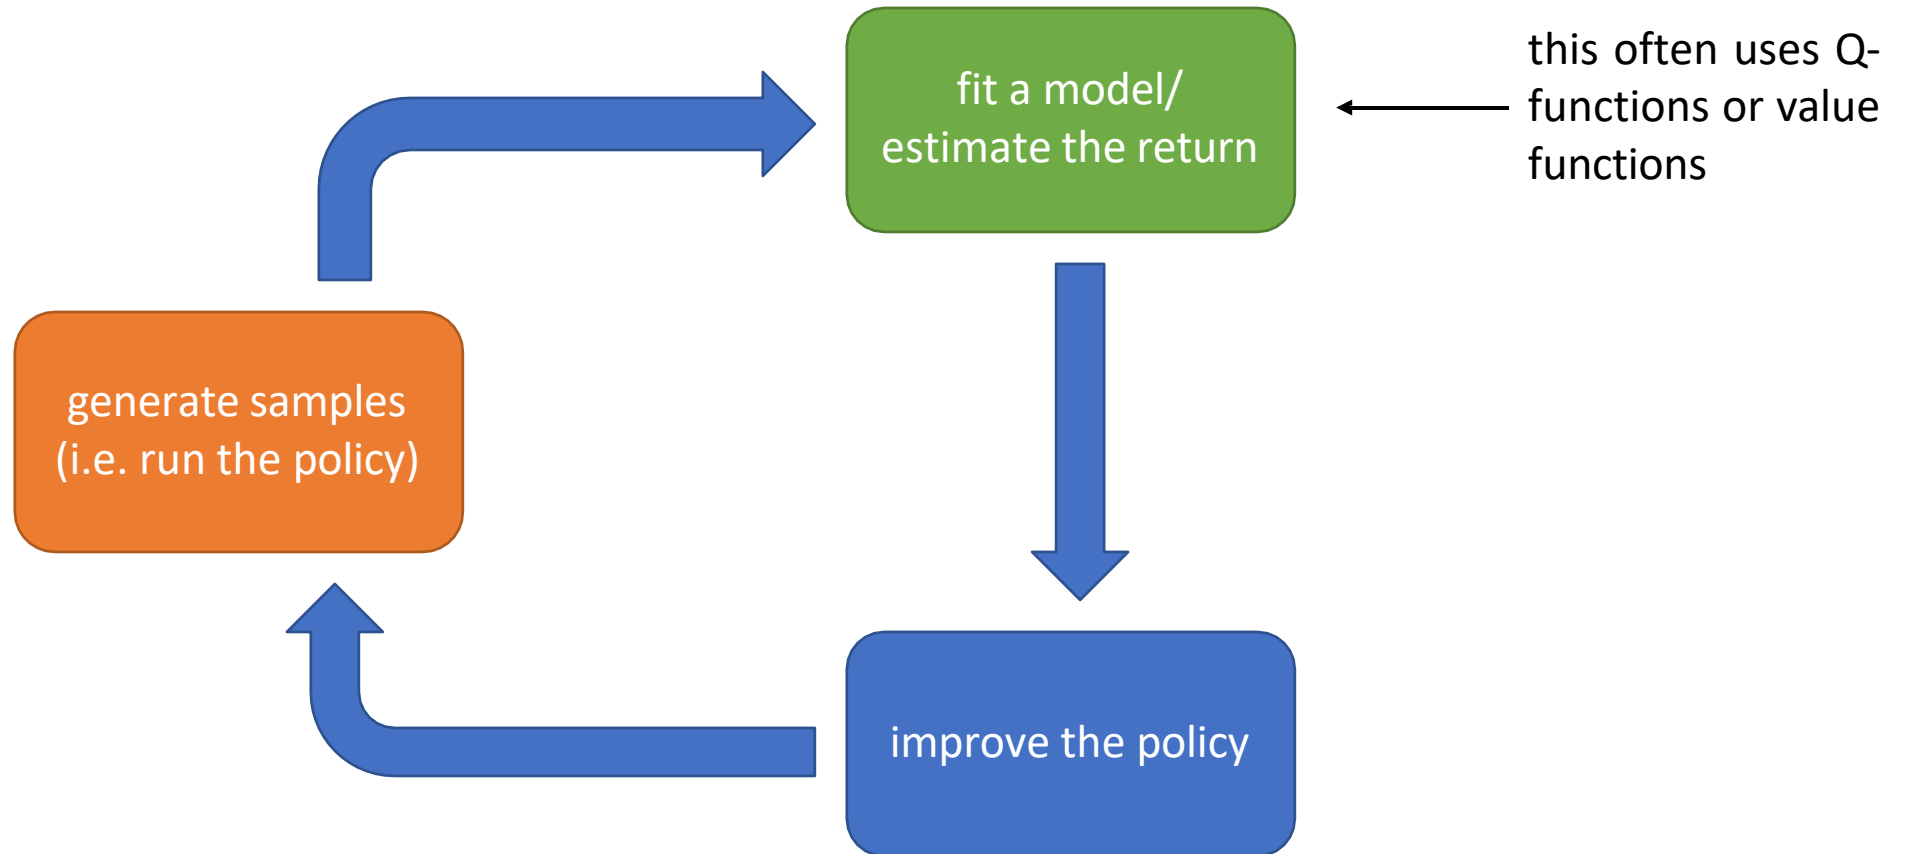 fit a model/
estimate the return
this often uses Q-
functions or value
functions
generate samples
(i.e. run the policy)
improve the policy